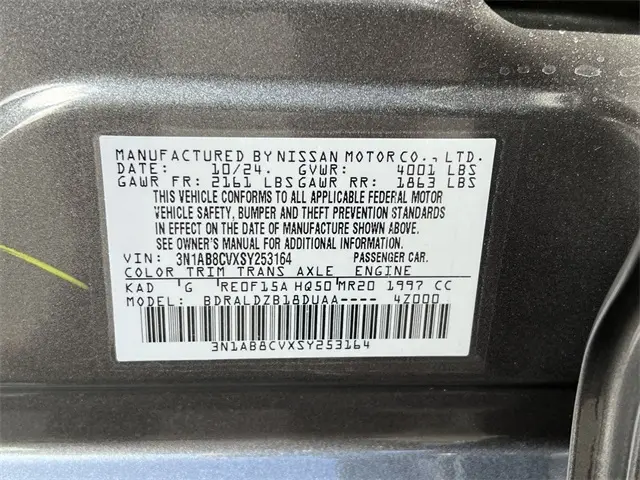 MANUFACTURED BY NISSAN MOTOR CO., LTD.
DATE: 10/24. GVWR: 4001 LBS
GAWR FR: 2161 LBS GAWR RR: 1863 LBS
THIS VEHICLE CONFORMS TO ALL APPLICABLE FEDERAL MOTOR
VEHICLE SAFETY, BUMPER AND THEFT PREVENTION STANDARDS
IN EFFECT ON THE DATE OF MANUFACTURE SHOWN ABOVE.
SEE OWNER'S MANUAL FOR ADDITIONAL INFORMATION.
VIN: 3N1AB8CVXSY253164 PASSENGER CAR.
COLOR TRIM TRANS AXLE ENGINE
KAD 'G RE0F15A HQ50 MR20 1997 CC
MODEL: BDRALDZB18DUAA---- 4Z000
3N1AB8CVXSY253164